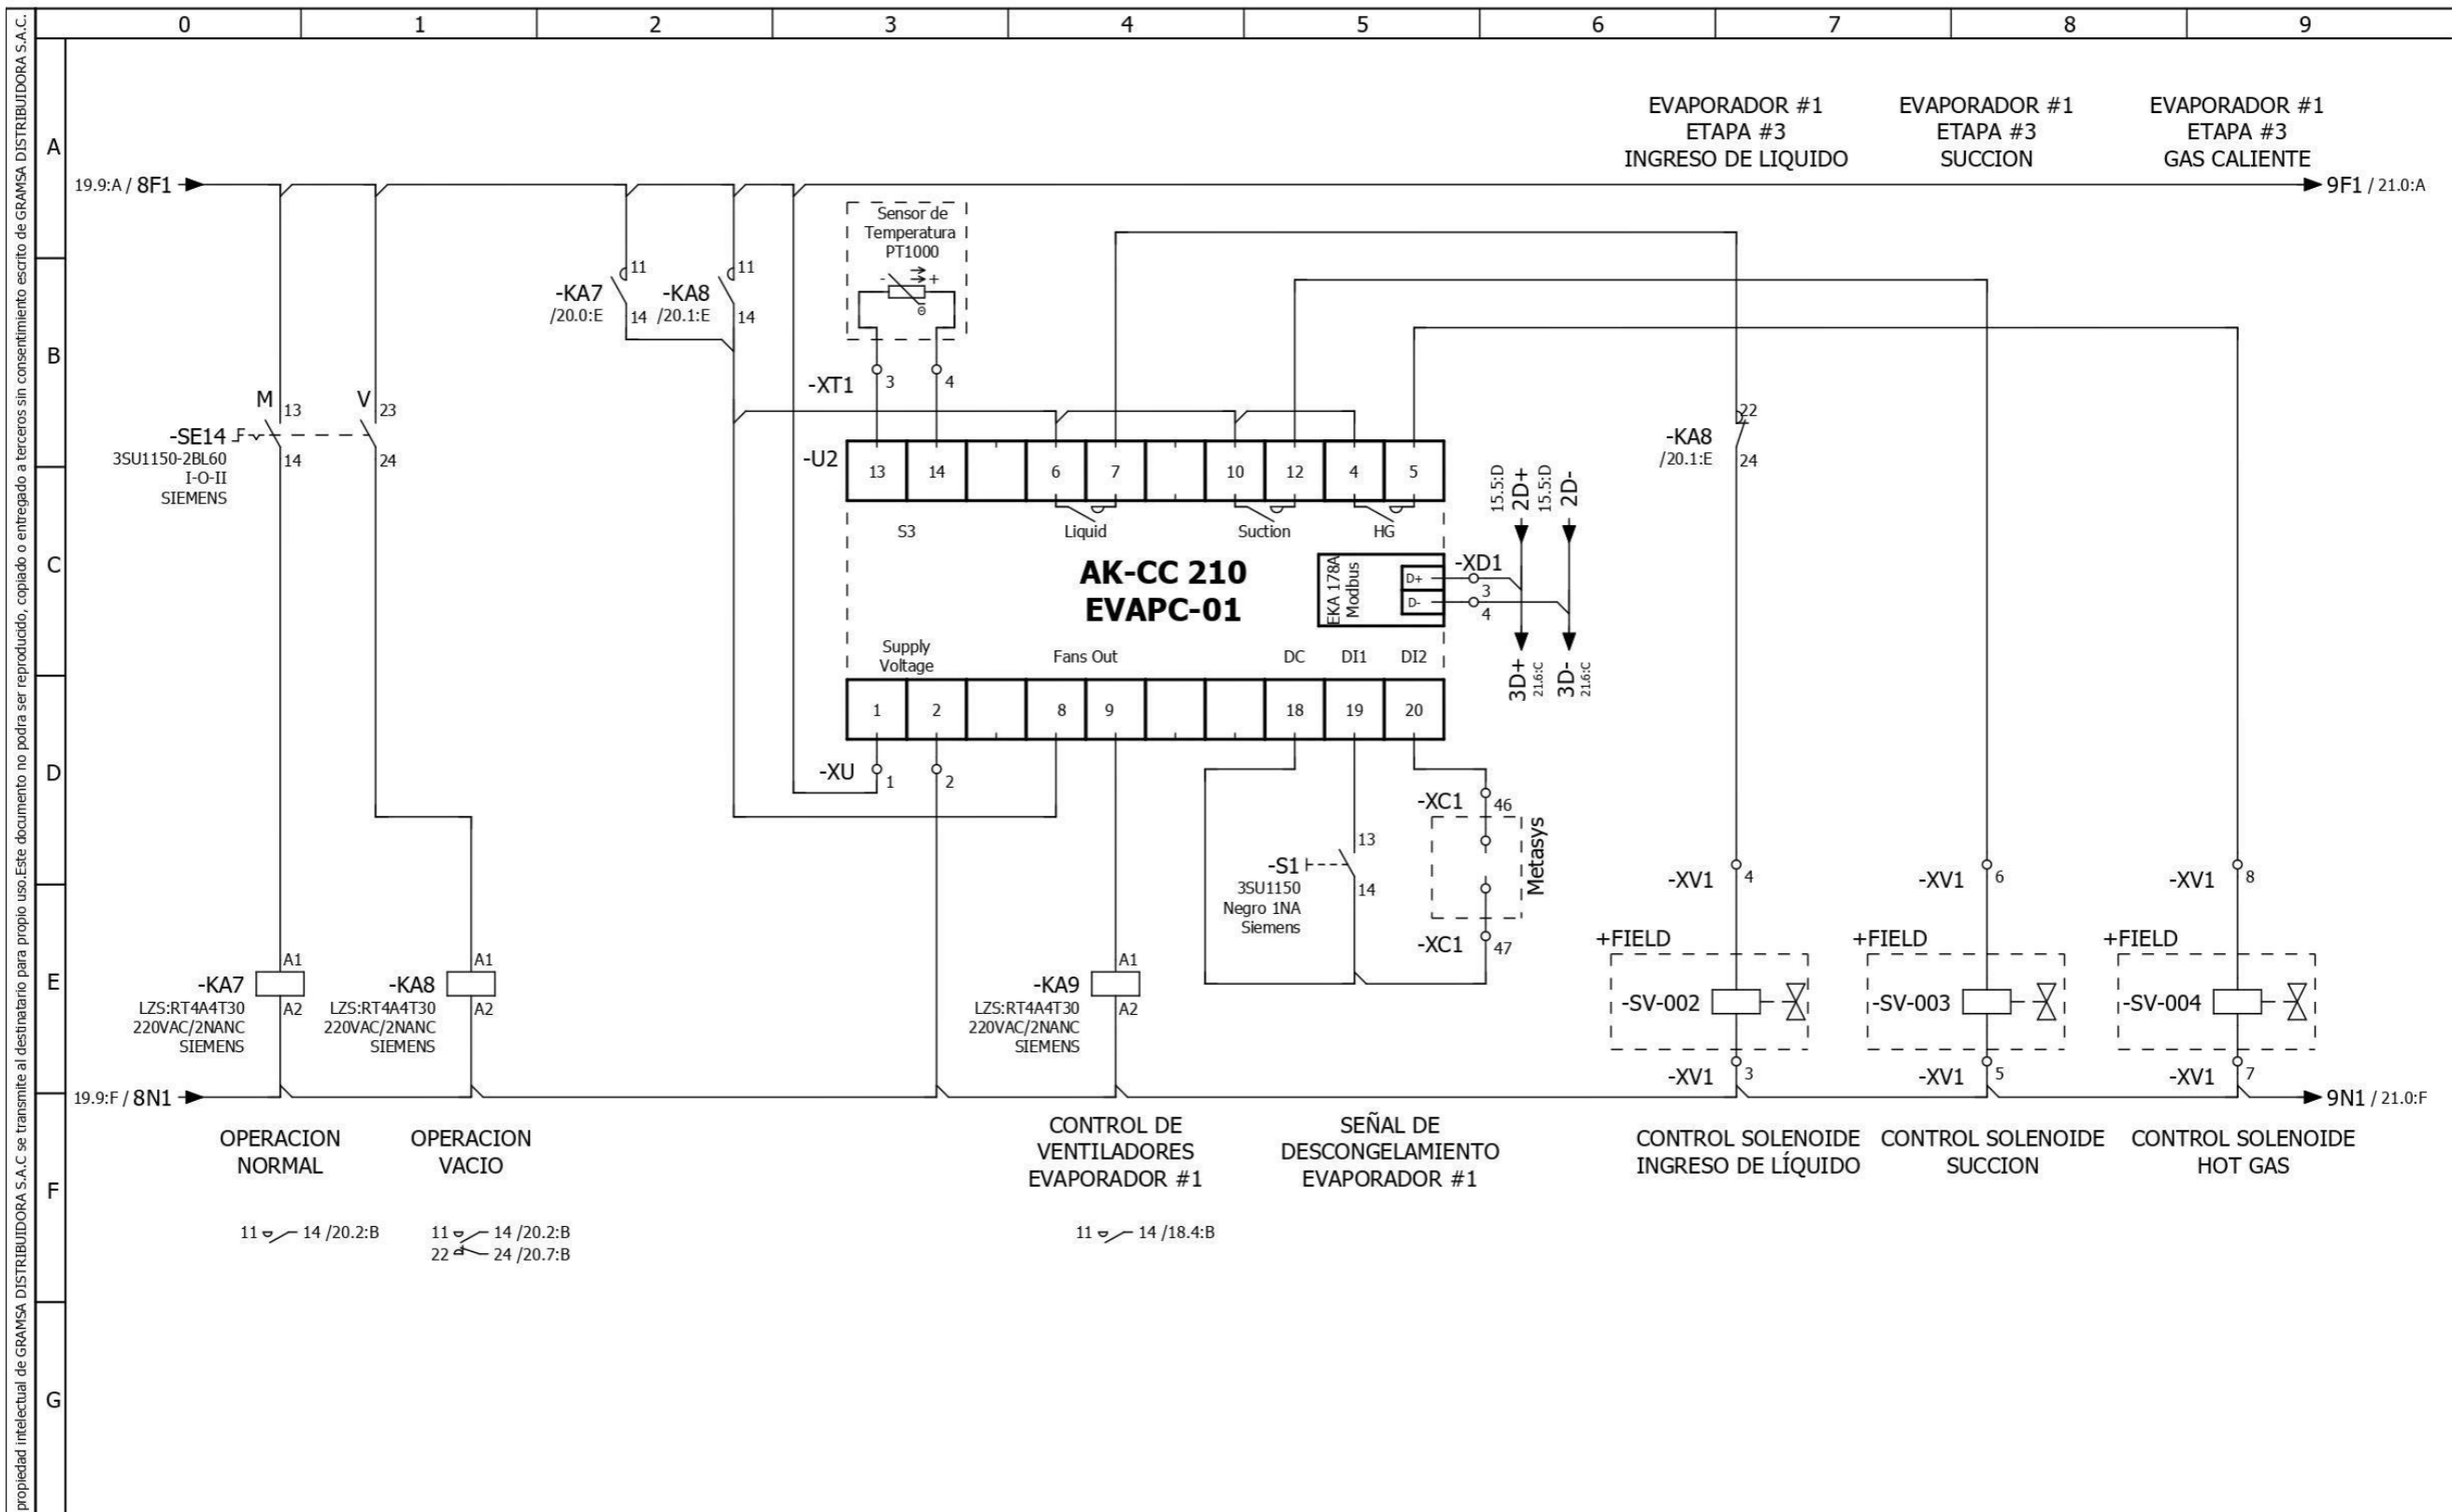 0 1 2 3 4 5 6 7 8 9
A
B
C
D
E
F
G
propiedad intelectual de GRAMSA DISTRIBUIDORA S.A.C se transmite al destinatario para propio uso.Este documento no podra ser reproducido, copiado o entregado a terceros sin consentimiento escrito de GRAMSA DISTRIBUIDORA S.A.C.
EVAPORADOR #1
ETAPA #3
INGRESO DE LIQUIDO
EVAPORADOR #1
ETAPA #3
SUCCION
EVAPORADOR #1
ETAPA #3
GAS CALIENTE
19.9:A / 8F1
9F1 / 21.0:A
Sensor de
Temperatura
PT1000
- +
Θ
-KA7
/20.0:E
11
14
-KA8
/20.1:E
11
14
-XT1
3
4
M
13
14
V
23
24
-SE14
3SU1150-2BL60
I-O-II
SIEMENS
-U2
13 14 6 7 10 12 4 5
S3
Liquid
Suction
HG
AK-CC 210
EVAPC-01
EKA 178A
Modbus
D+
D-
-XD1
3
4
15.5:D
2D+
15.5:D
2D-
3D+
21.6:C
3D-
21.6:C
-KA8
/20.1:E
22
24
Supply
Voltage
Fans Out
DC
DI1
DI2
1 2 8 9 18 19 20
-XU
1
2
-S1
3SU1150
Negro 1NA
Siemens
13
14
-XC1
46
Metasys
-XC1
47
-XV1
4
-XV1
6
-XV1
8
+FIELD
-SV-002
+FIELD
-SV-003
+FIELD
-SV-004
-XV1
3
-XV1
5
-XV1
7
-KA7
LZS:RT4A4T30
220VAC/2NANC
SIEMENS
A1
A2
-KA8
LZS:RT4A4T30
220VAC/2NANC
SIEMENS
A1
A2
-KA9
LZS:RT4A4T30
220VAC/2NANC
SIEMENS
A1
A2
19.9:F / 8N1
9N1 / 21.0:F
OPERACION
NORMAL
OPERACION
VACIO
CONTROL DE
VENTILADORES
EVAPORADOR #1
SEÑAL DE
DESCONGELAMIENTO
EVAPORADOR #1
CONTROL SOLENOIDE
INGRESO DE LÍQUIDO
CONTROL SOLENOIDE
SUCCION
CONTROL SOLENOIDE
HOT GAS
11 14 /20.2:B
11 14 /20.2:B
22 24 /20.7:B
11 14 /18.4:B